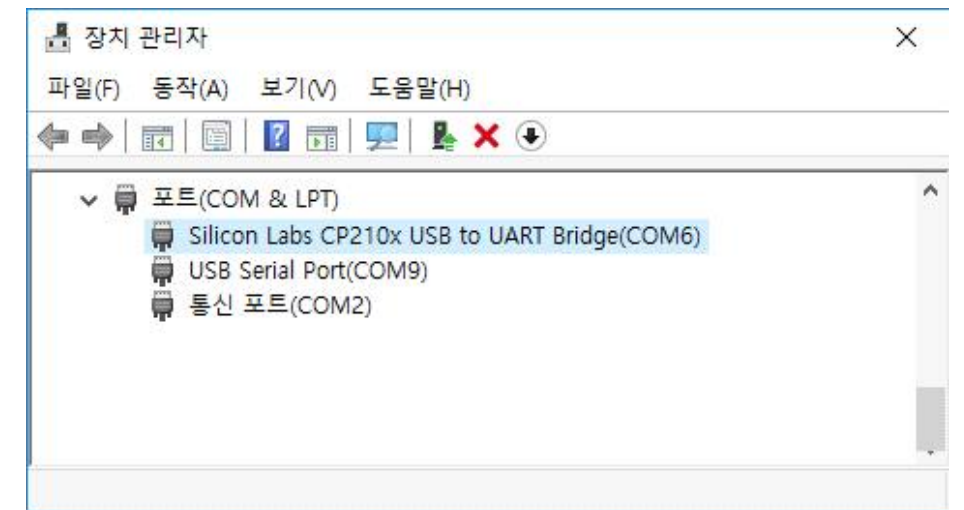 장치 관리자
파일(F) 동작(A) 보기(V) 도움말(H)
포트(COM & LPT)
Silicon Labs CP210x USB to UART Bridge(COM6)
USB Serial Port(COM9)
통신 포트(COM2)